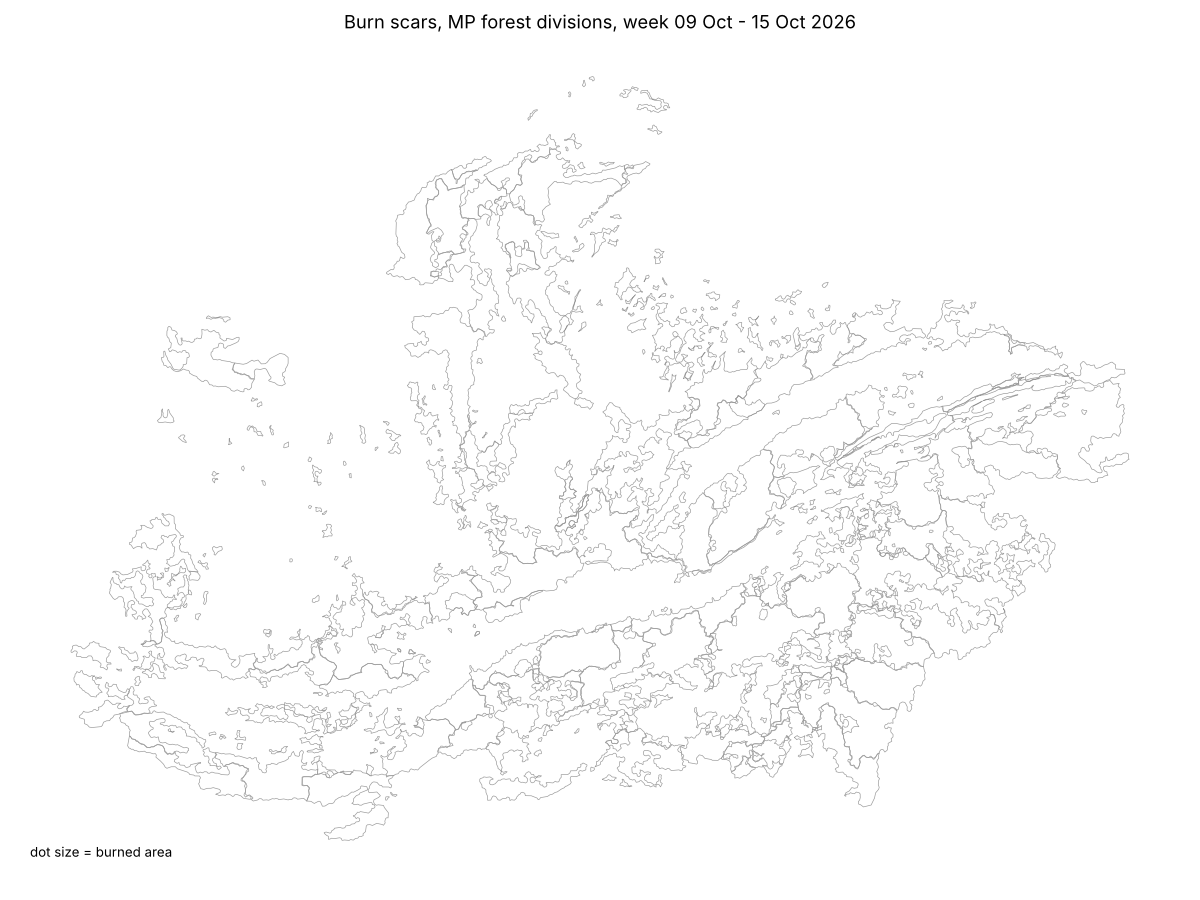 Burn scars, MP forest divisions, week 09 Oct - 15 Oct 2026
dot size = burned area